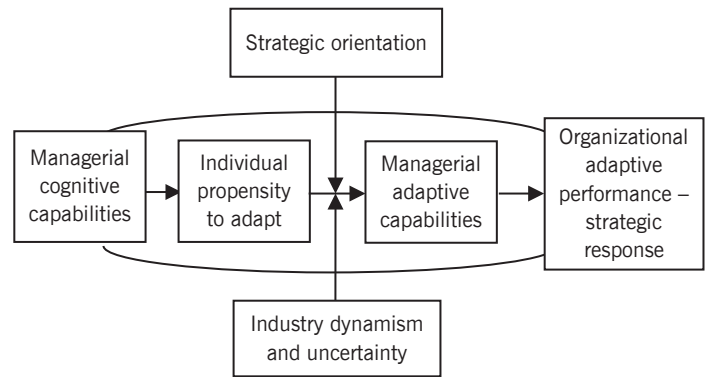 Strategic orientation
Managerial
cognitive
capabilities
Individual
propensity
to adapt
Managerial
adaptive
capabilities
Organizational
adaptive
performance –
strategic
response
Industry dynamism
and uncertainty